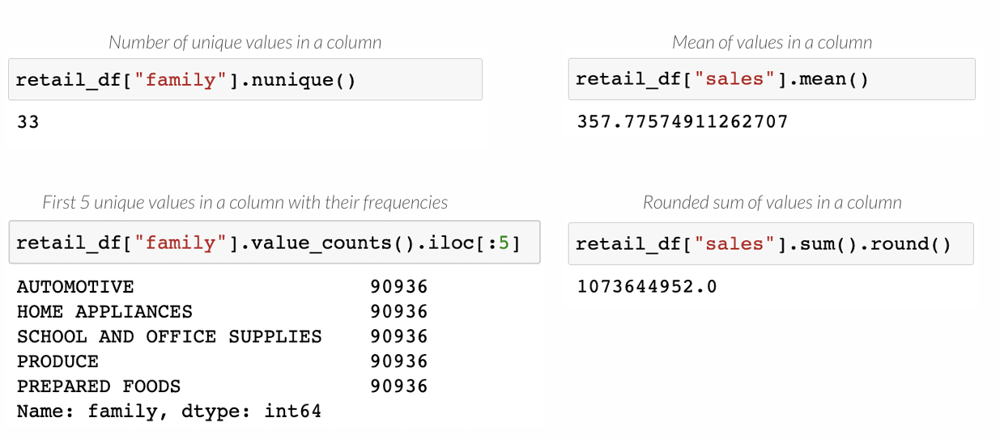 Number of unique values in a column
retail_df["family"].nunique()
33
Mean of values in a column
retail_df["sales"].mean()
357.77574911262707
First 5 unique values in a column with their frequencies
retail_df["family"].value_counts().iloc[:5]
AUTOMOTIVE 90936
HOME APPLIANCES 90936
SCHOOL AND OFFICE SUPPLIES 90936
PRODUCE 90936
PREPARED FOODS 90936
Name: family, dtype: int64
Rounded sum of values in a column
retail_df["sales"].sum().round()
1073644952.0